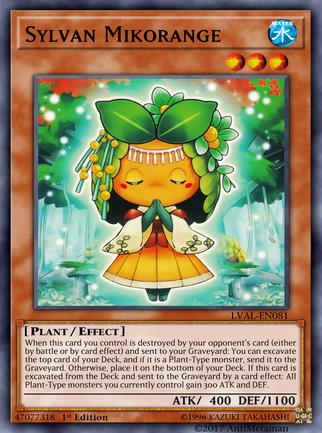 Sylvan Mikorange
WATER
水
LVAL-EN081
[Plant / Effect]
When this card you control is destroyed by your opponent's card (either
by battle or by card effect) and sent to your Graveyard: You can excavate
the top card of your Deck, and if it is a Plant-Type monster, send it to
the Graveyard. Otherwise, place it on the bottom of your Deck. If this card is
excavated from the Deck and sent to the Graveyard by a card effect: All
Plant-Type monsters you currently control gain 300 ATK and DEF.
ATK/ 400 DEF/1100
47077318 1st Edition ©1996 KAZUKI TAKAHASHI
©2017 AntiMetaman